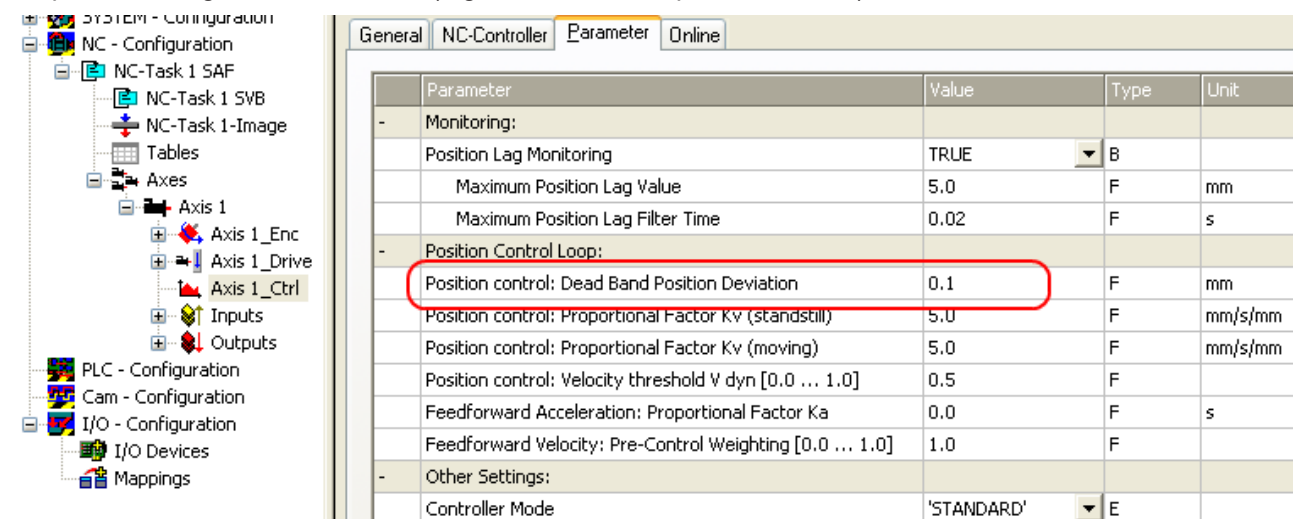 SYSTEM - Configuration
NC - Configuration
NC-Task 1 SAF
NC-Task 1 SVB
NC-Task 1-Image
Tables
Axes
Axis 1
Axis 1_Enc
Axis 1_Drive
Axis 1_Ctrl
Inputs
Outputs
PLC - Configuration
Cam - Configuration
I/O - Configuration
I/O Devices
Mappings
General NC-Controller Parameter Online
Parameter Value Type Unit
- Monitoring:
Position Lag Monitoring TRUE B
Maximum Position Lag Value 5.0 F mm
Maximum Position Lag Filter Time 0.02 F s
- Position Control Loop:
Position control: Dead Band Position Deviation 0.1 F mm
Position control: Proportional Factor Kv (standstill) 5.0 F mm/s/mm
Position control: Proportional Factor Kv (moving) 5.0 F mm/s/mm
Position control: Velocity threshold V dyn [0.0 ... 1.0] 0.5 F
Feedforward Acceleration: Proportional Factor Ka 0.0 F s
Feedforward Velocity: Pre-Control Weighting [0.0 ... 1.0] 1.0 F
- Other Settings:
Controller Mode 'STANDARD' E